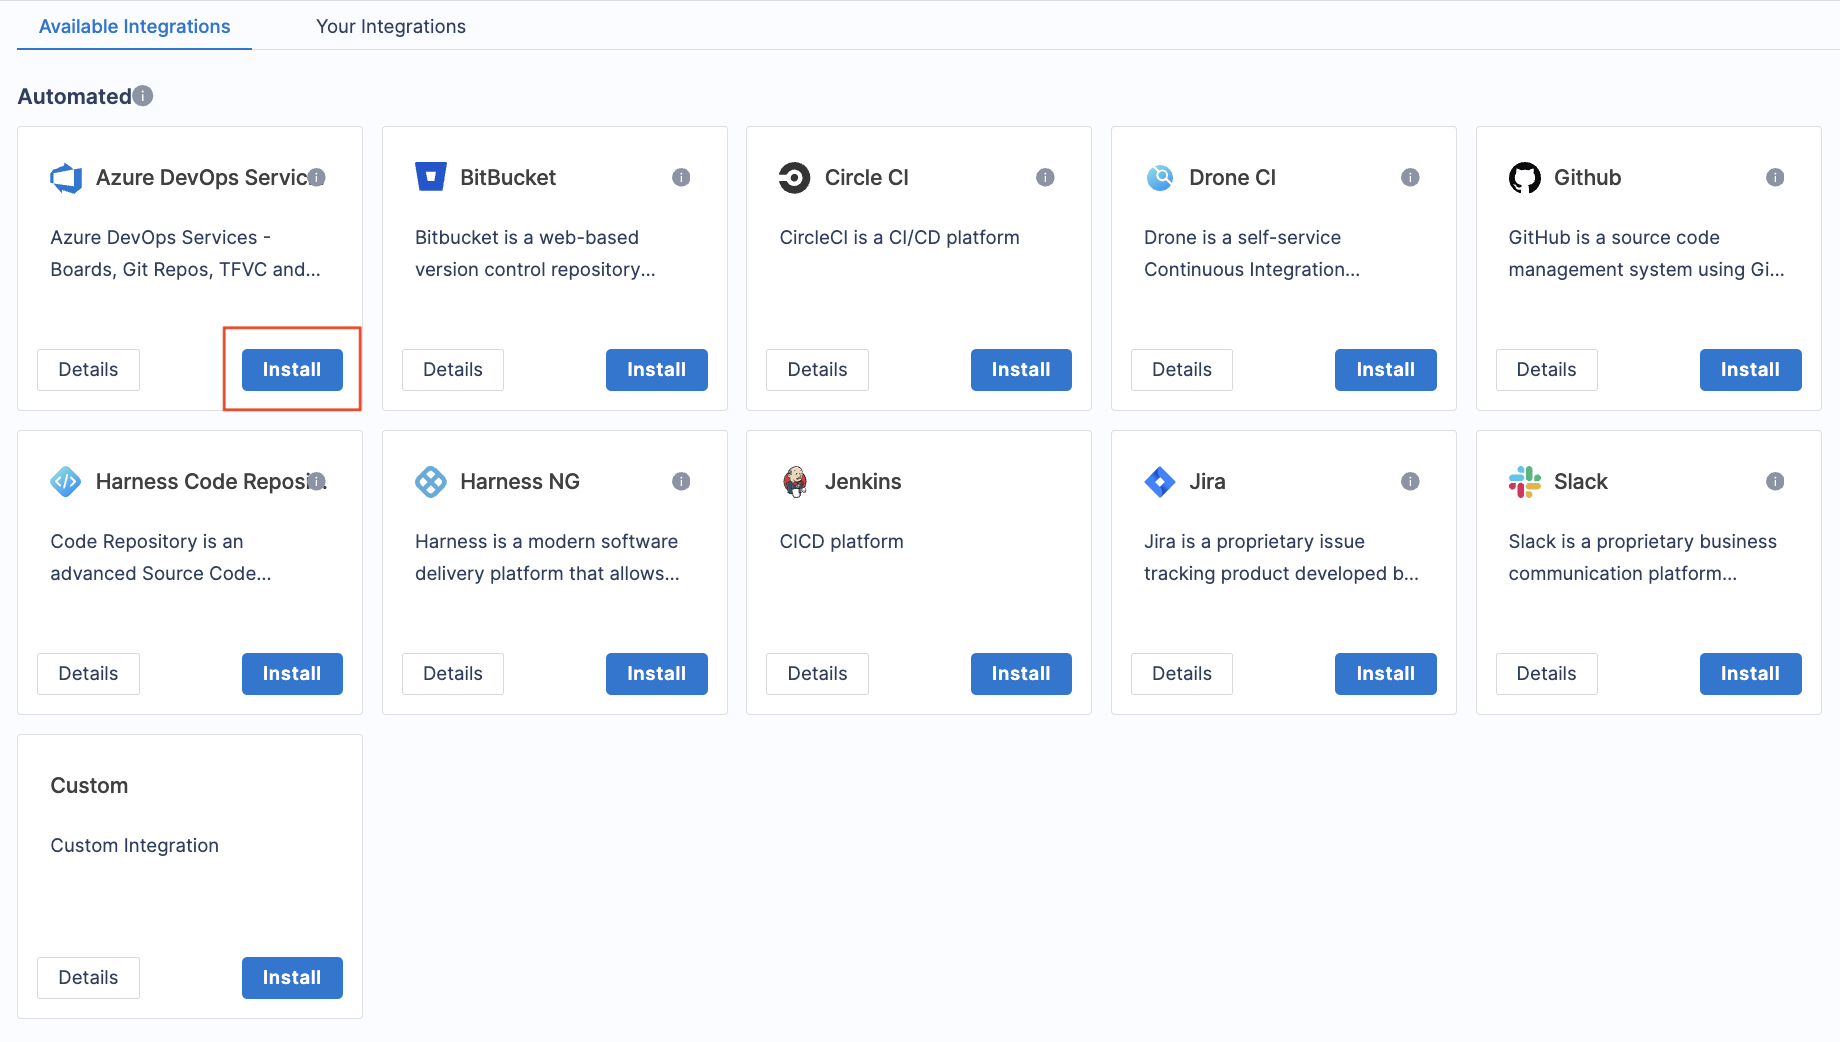 Available Integrations
Your Integrations
Automated
Azure DevOps Servic...
Azure DevOps Services -
Boards, Git Repos, TFVC and...
Details
Install
BitBucket
Bitbucket is a web-based
version control repository...
Details
Install
Circle CI
CircleCI is a CI/CD platform
Details
Install
Drone CI
Drone is a self-service
Continuous Integration...
Details
Install
Github
GitHub is a source code
management system using Gi...
Details
Install
Harness Code Reposi...
Code Repository is an
advanced Source Code...
Details
Install
Harness NG
Harness is a modern software
delivery platform that allows...
Details
Install
Jenkins
CICD platform
Details
Install
Jira
Jira is a proprietary issue
tracking product developed b...
Details
Install
Slack
Slack is a proprietary business
communication platform...
Details
Install
Custom
Custom Integration
Details
Install